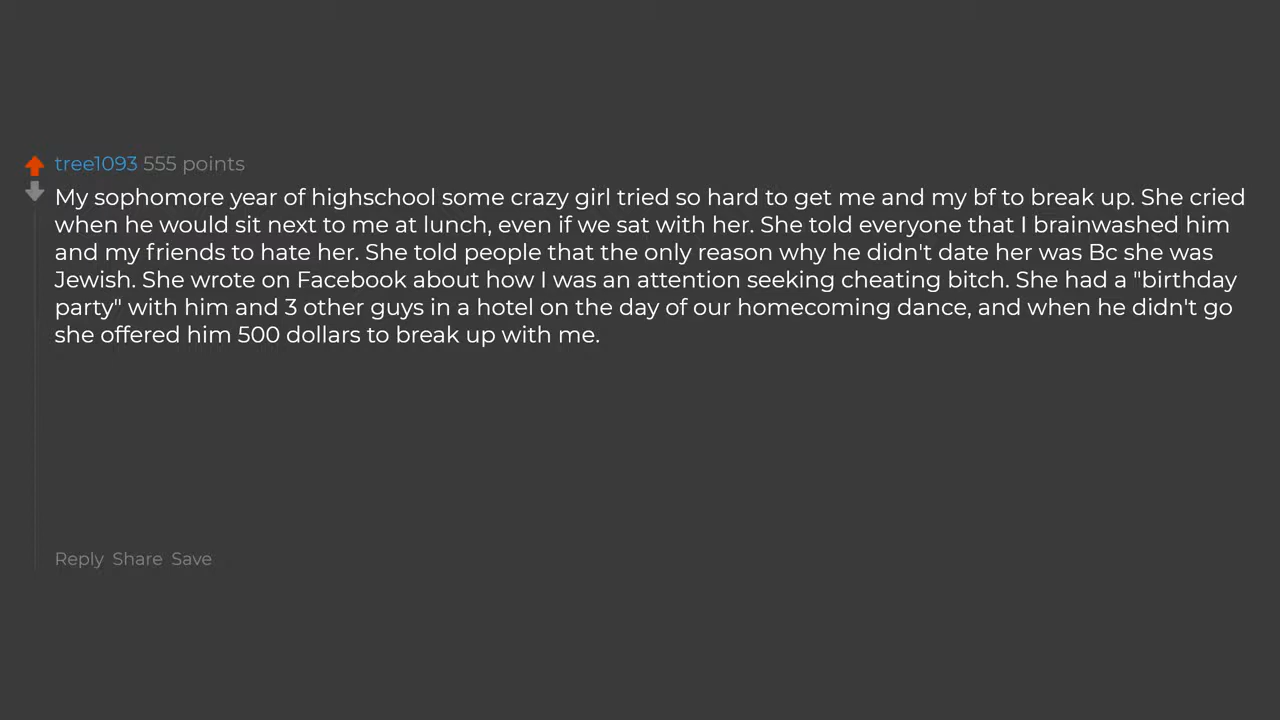 tree1093 555 points
My sophomore year of highschool some crazy girl tried so hard to get me and my bf to break up. She cried
when he would sit next to me at lunch, even if we sat with her. She told everyone that I brainwashed him
and my friends to hate her. She told people that the only reason why he didn't date her was Bc she was
Jewish. She wrote on Facebook about how I was an attention seeking cheating bitch. She had a "birthday
party" with him and 3 other guys in a hotel on the day of our homecoming dance, and when he didn't go
she offered him 500 dollars to break up with me.
Reply Share Save